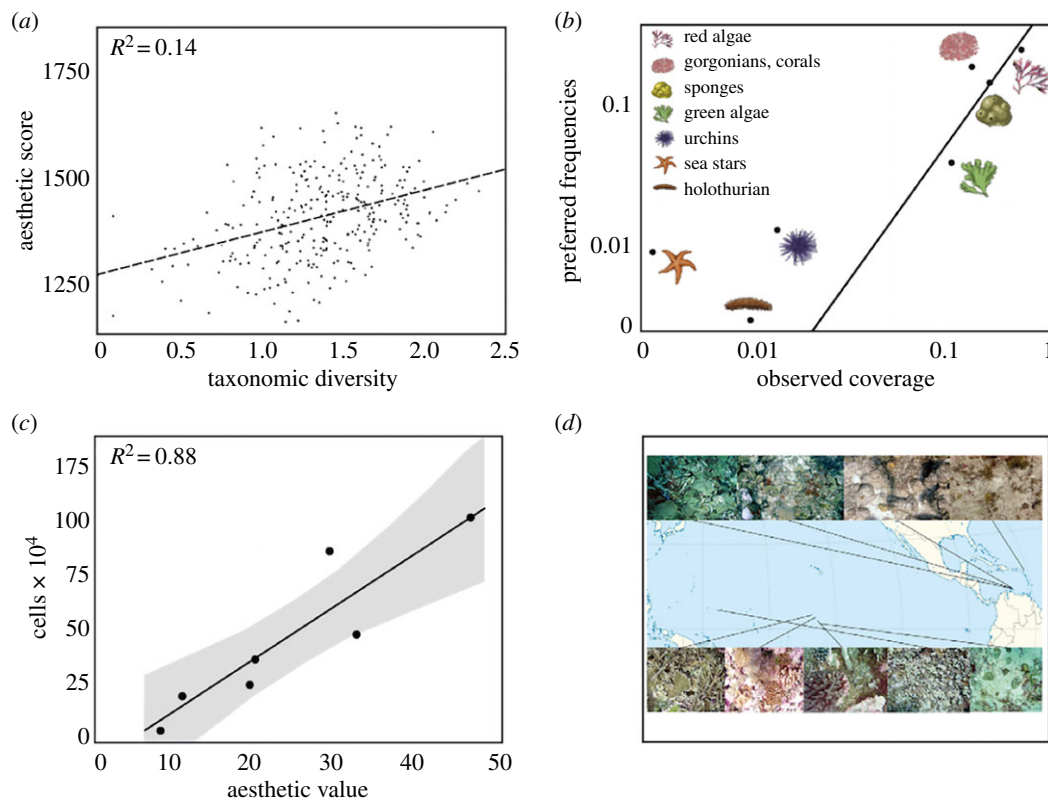 (a)
R² = 0.14
1750
1500
1250
aesthetic score
0 0.5 1.0 1.5 2.0 2.5
taxonomic diversity
(b)
red algae
gorgonians, corals
sponges
green algae
urchins
sea stars
holothurian
0.1
0.01
0
preferred frequencies
0 0.01 0.1 1
observed coverage
(c)
R² = 0.88
175
100
75
50
25
0
cells × 10⁴
0 10 20 30 40 50
aesthetic value
(d)